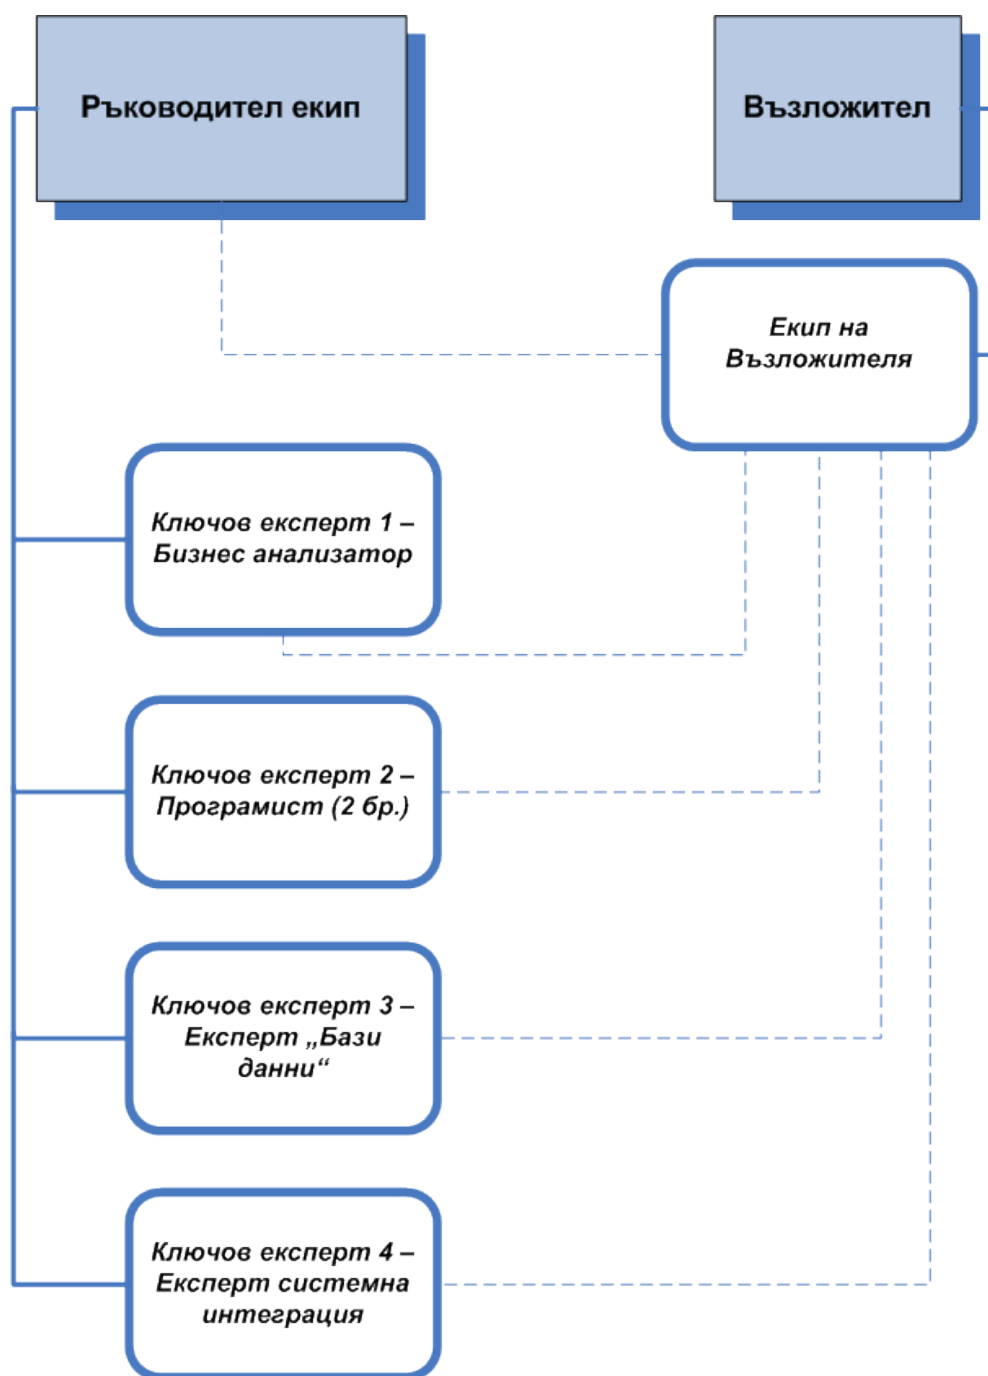 Ръководител екип
Възложител
Екип на
Възложителя
Ключов експерт 1 –
Бизнес анализатор
Ключов експерт 2 –
Програмист (2 бр.)
Ключов експерт 3 –
Експерт „Бази
данни“
Ключов експерт 4 –
Експерт системна
интеграция